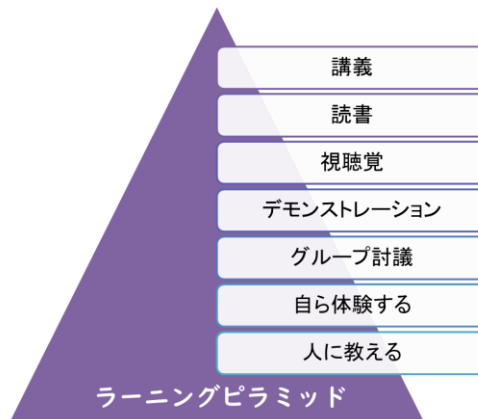 講義
読書
視聴覚
デモンストレーション
グループ討議
自ら体験する
人に教える
ラーニングピラミッド